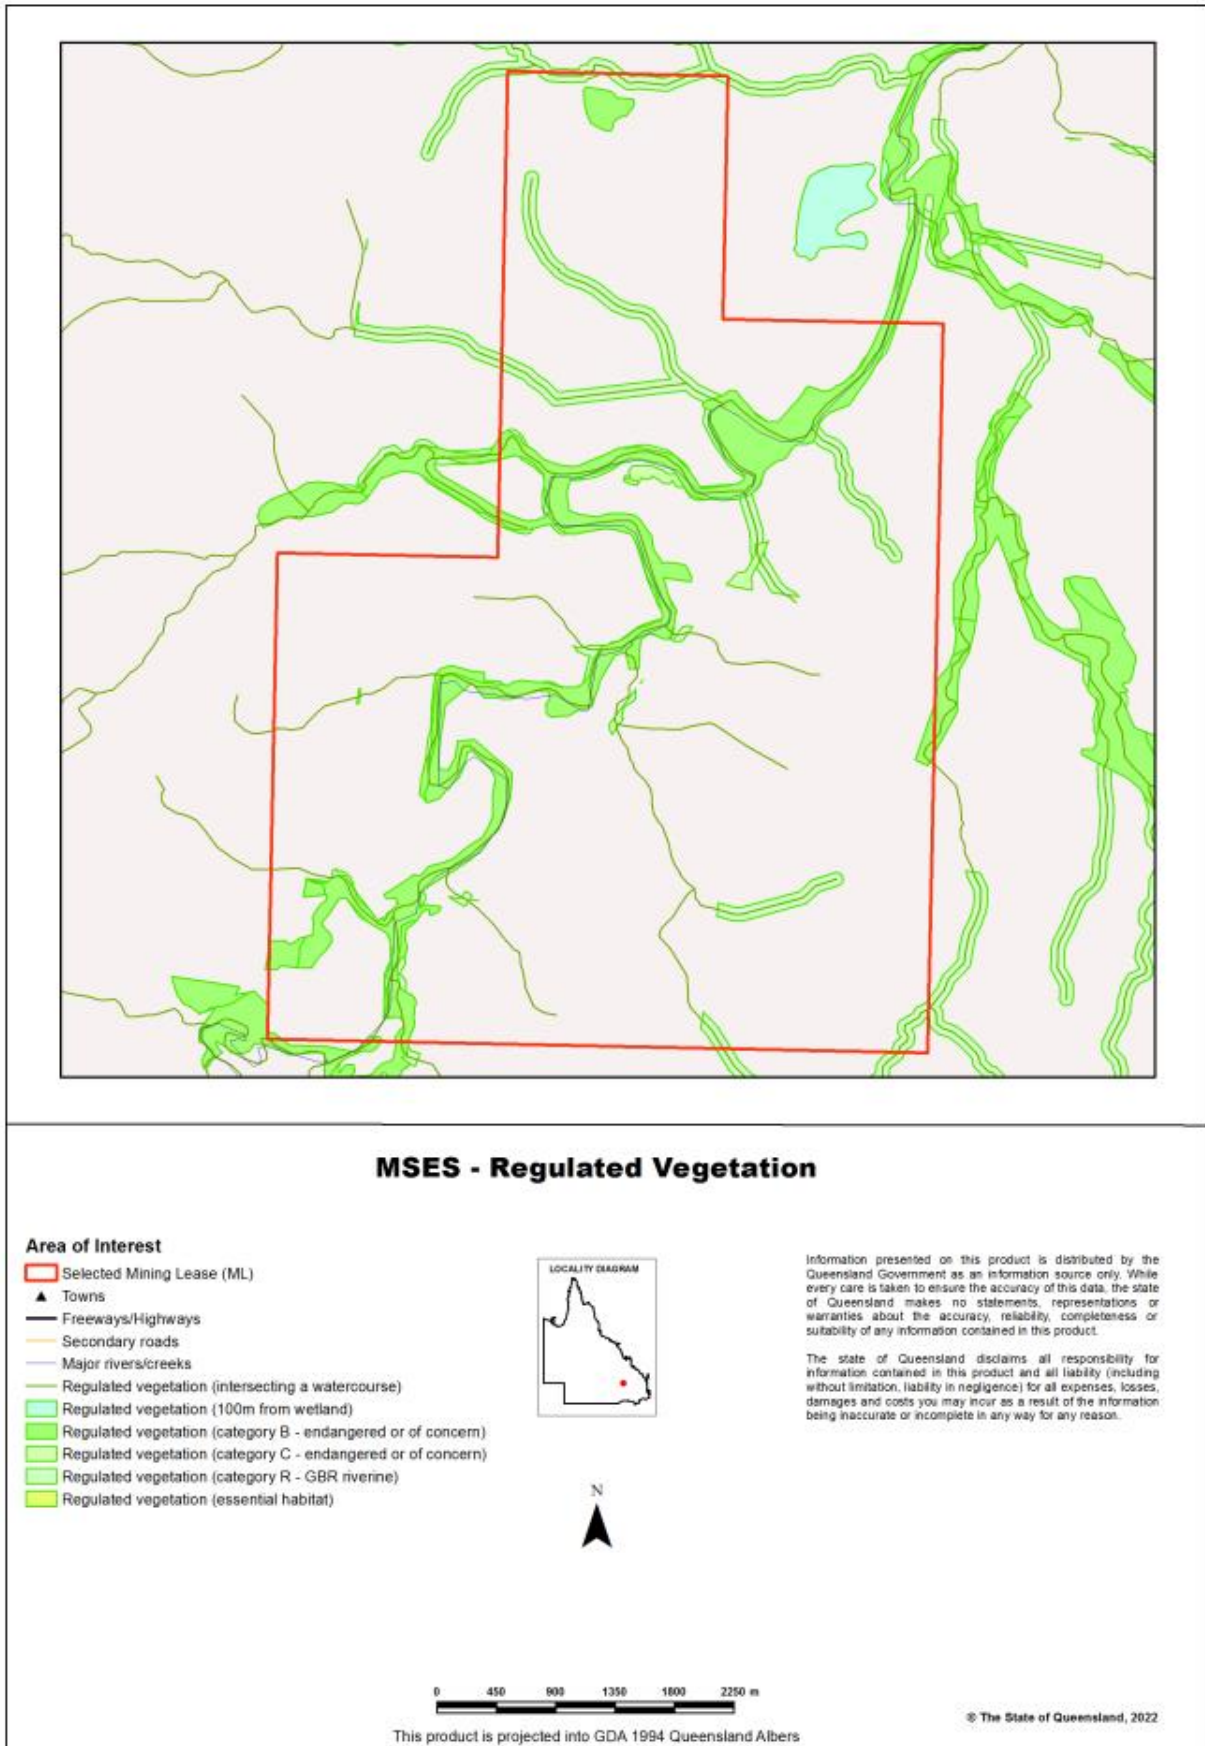 MSES - Regulated Vegetation
Area of Interest
Selected Mining Lease (ML)
Towns
Freeways/Highways
Secondary roads
Major rivers/creeks
Regulated vegetation (intersecting a watercourse)
Regulated vegetation (100m from wetland)
Regulated vegetation (category B - endangered or of concern)
Regulated vegetation (category C - endangered or of concern)
Regulated vegetation (category R - GBR riverine)
Regulated vegetation (essential habitat)
LOCALITY DIAGRAM
N
Information presented on this product is distributed by the
Queensland Government as an information source only. While
every care is taken to ensure the accuracy of this data, the state
of Queensland makes no statements, representations or
warranties about the accuracy, reliability, completeness or
suitability of any information contained in this product.
The state of Queensland disclaims all responsibility for
information contained in this product and all liability (including
without limitation, liability in negligence) for all expenses, losses,
damages and costs you may incur as a result of the information
being inaccurate or incomplete in any way for any reason.
0 450 900 1350 1800 2250 m
This product is projected into GDA 1994 Queensland Albers
© The State of Queensland, 2022